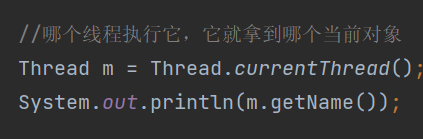 //哪个线程执行它，它就拿到哪个当前对象
Thread m = Thread.currentThread();
System.out.println(m.getName());